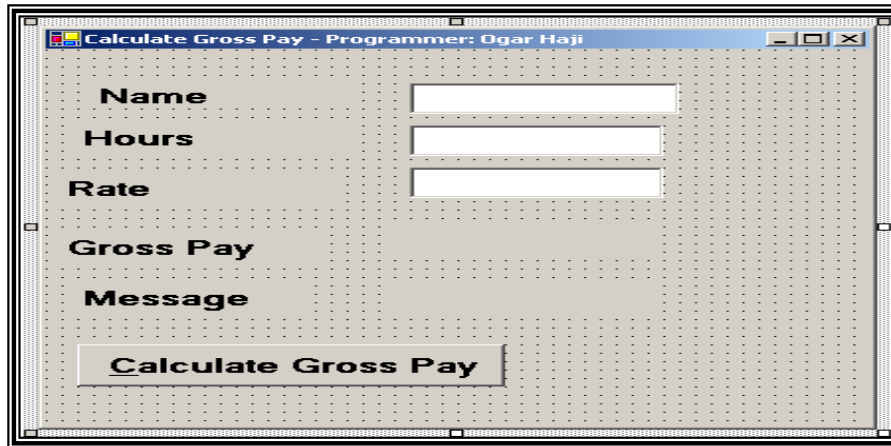 Calculate Gross Pay - Programmer: Ogar Haji
Name
Hours
Rate
Gross Pay
Message
Calculate Gross Pay